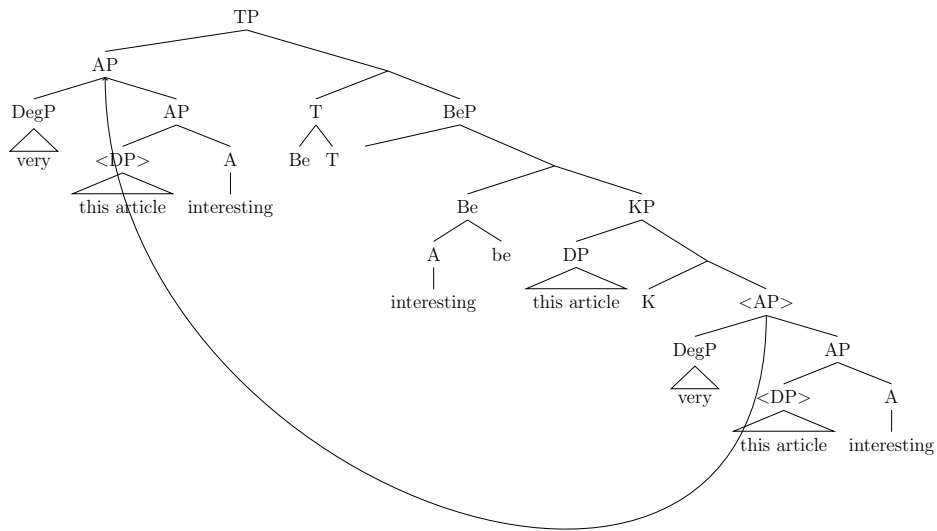 TP
AP
DegP AP T BeP
very <DP> A Be T
this article interesting Be KP
A be DP
interesting this article K <AP>
DegP AP
very <DP> A
this article interesting